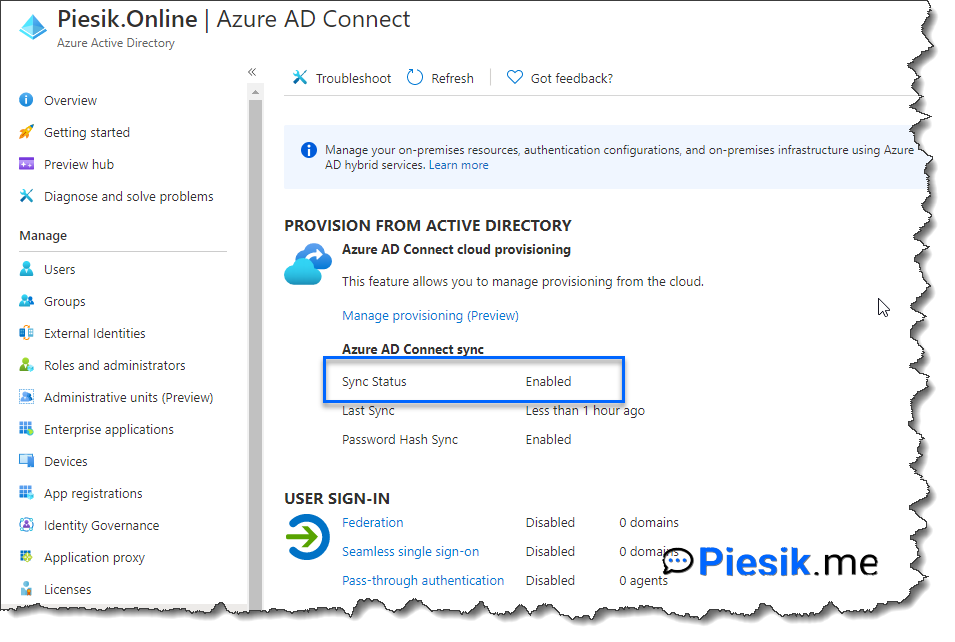 Piesik.Online | Azure AD Connect
Azure Active Directory
«
Troubleshoot Refresh Got feedback?
Overview
Getting started
Preview hub
Diagnose and solve problems
Manage
Users
Groups
External Identities
Roles and administrators
Administrative units (Preview)
Enterprise applications
Devices
App registrations
Identity Governance
Application proxy
Licenses
Manage your on-premises resources, authentication configurations, and on-premises infrastructure using Azure
AD hybrid services. Learn more
PROVISION FROM ACTIVE DIRECTORY
Azure AD Connect cloud provisioning
This feature allows you to manage provisioning from the cloud.
Manage provisioning (Preview)
Azure AD Connect sync
Sync Status Enabled
Last Sync Less than 1 hour ago
Password Hash Sync Enabled
USER SIGN-IN
Federation Disabled 0 domains
Seamless single sign-on Disabled 0 domains
Pass-through authentication Disabled 0 agents
Piesik.me